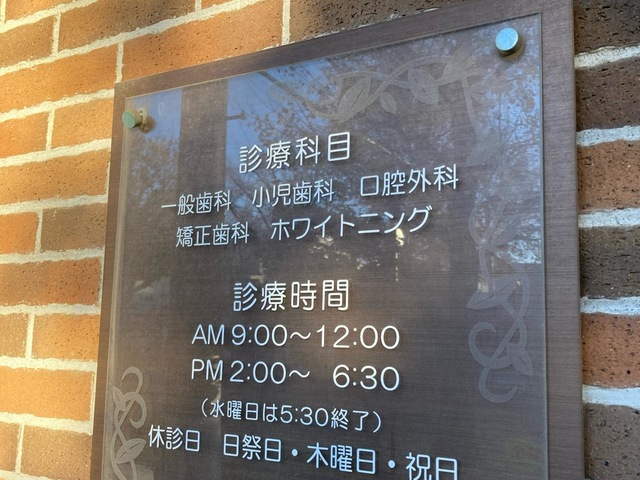 診療科目
一般歯科 小児歯科 口腔外科
矯正歯科 ホワイトニング
診療時間
AM 9:00～12:00
PM 2:00～ 6:30
（水曜日は5:30終了）
休診日 日祭日・木曜日・祝日